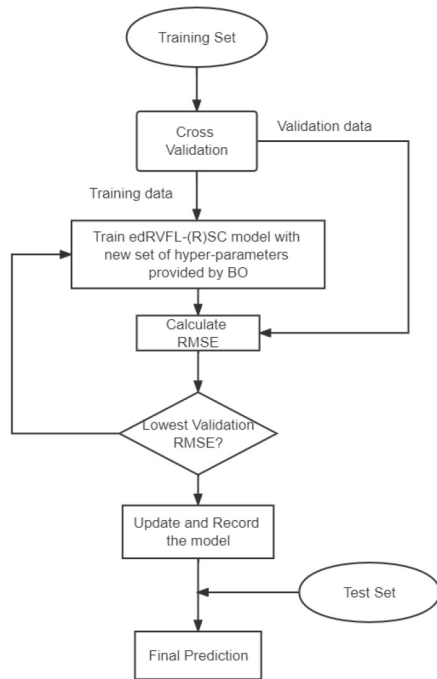 Training Set
Cross
Validation
Validation data
Training data
Train edRVFL-(R)SC model with
new set of hyper-parameters
provided by BO
Calculate
RMSE
Lowest Validation
RMSE?
Update and Record
the model
Test Set
Final Prediction